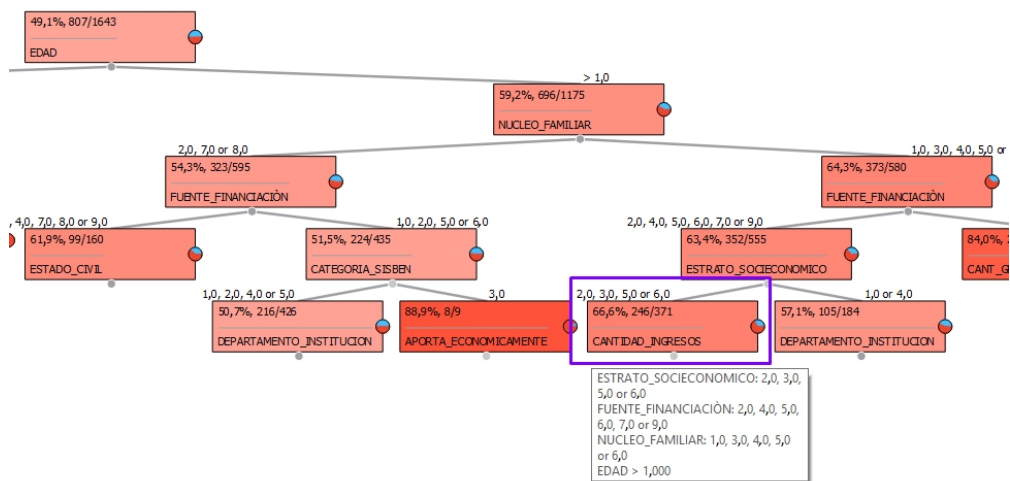 49,1%, 807/1643
EDAD
> 1,0
59,2%, 696/1175
NUCLEO_FAMILIAR
2,0, 7,0 or 8,0
1,0, 3,0, 4,0, 5,0 or
54,3%, 323/595
FUENTE_FINANCIACIÒN
64,3%, 373/580
FUENTE_FINANCIACIÒN
, 4,0, 7,0, 8,0 or 9,0
1,0, 2,0, 5,0 or 6,0
2,0, 4,0, 5,0, 6,0, 7,0 or 9,0
61,9%, 99/160
ESTADO_CIVIL
51,5%, 224/435
CATEGORIA_SISBEN
63,4%, 352/555
ESTRATO_SOCIECONOMICO
84,0%, 2
CANT_GE
1,0, 2,0, 4,0 or 5,0
3,0
2,0, 3,0, 5,0 or 6,0
1,0 or 4,0
50,7%, 216/426
DEPARTAMENTO_INSTITUCION
88,9%, 8/9
APORTA_ECONOMICAMENTE
66,6%, 246/371
CANTIDAD_INGRESOS
57,1%, 105/184
DEPARTAMENTO_INSTITUCION
ESTRATO_SOCIECONOMICO: 2,0, 3,0,
5,0 or 6,0
FUENTE_FINANCIACIÒN: 2,0, 4,0, 5,0,
6,0, 7,0 or 9,0
NUCLEO_FAMILIAR: 1,0, 3,0, 4,0, 5,0
or 6,0
EDAD > 1,000